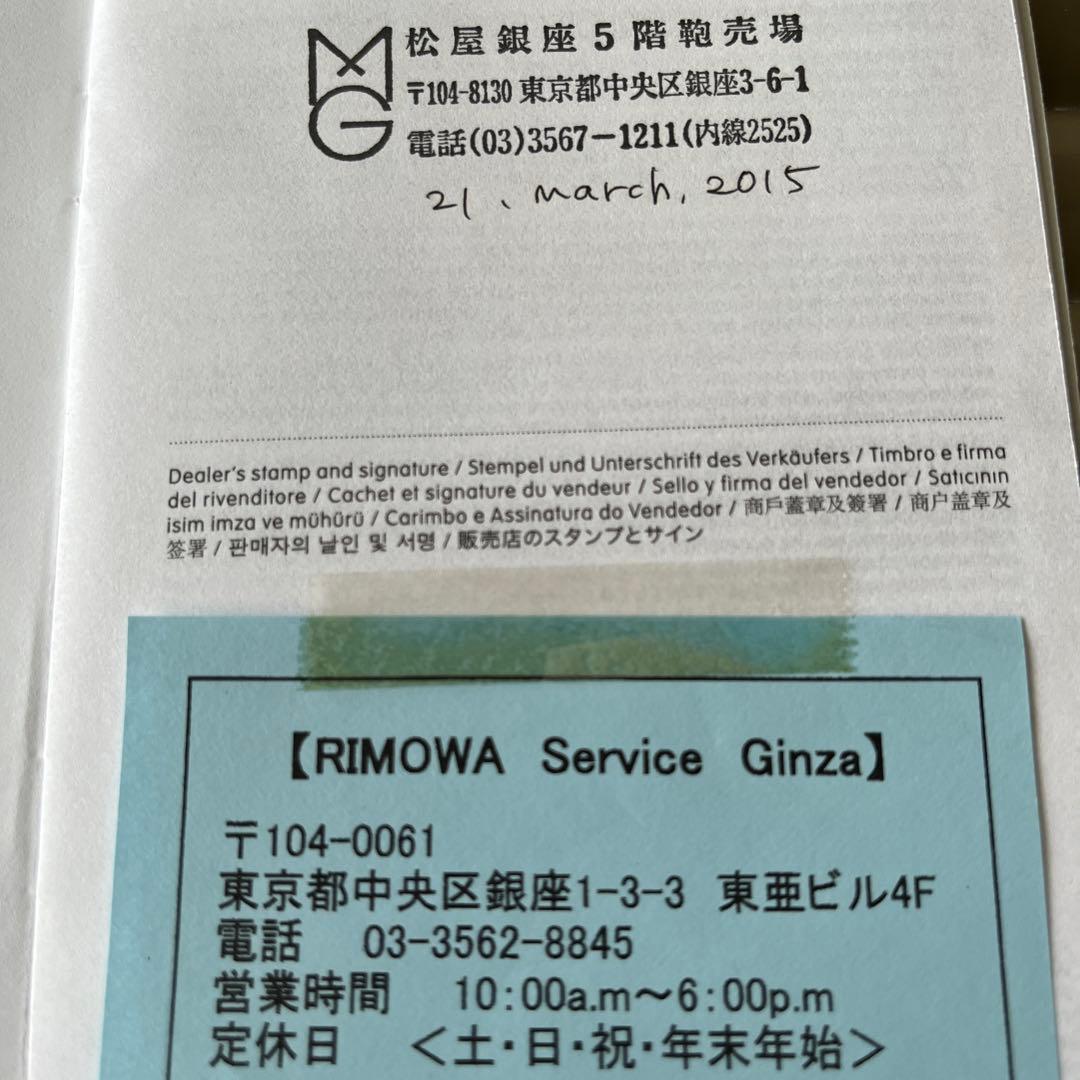 MG 松屋銀座5階鞄売場
〒104-8130 東京都中央区銀座3-6-1
電話(03)3567-1211(内線2525)
21、March, 2015
Dealer's stamp and signature / Stempel und Unterschrift des Verkäufers / Timbro e firma
del rivenditore / Cachet et signature du vendeur / Sello y firma del vendedor / Satıcının
isim imza ve mühürü / Carimbo e Assinatura do Vendedor / 商戶蓋章及簽署 / 商户盖章及
签署 / 판매자의 날인 및 서명 / 販売店のスタンプとサイン
【RIMOWA Service Ginza】
〒104-0061
東京都中央区銀座1-3-3 東亜ビル4F
電話 03-3562-8845
営業時間 10:00a.m～6:00p.m
定休日 ＜土・日・祝・年末年始＞